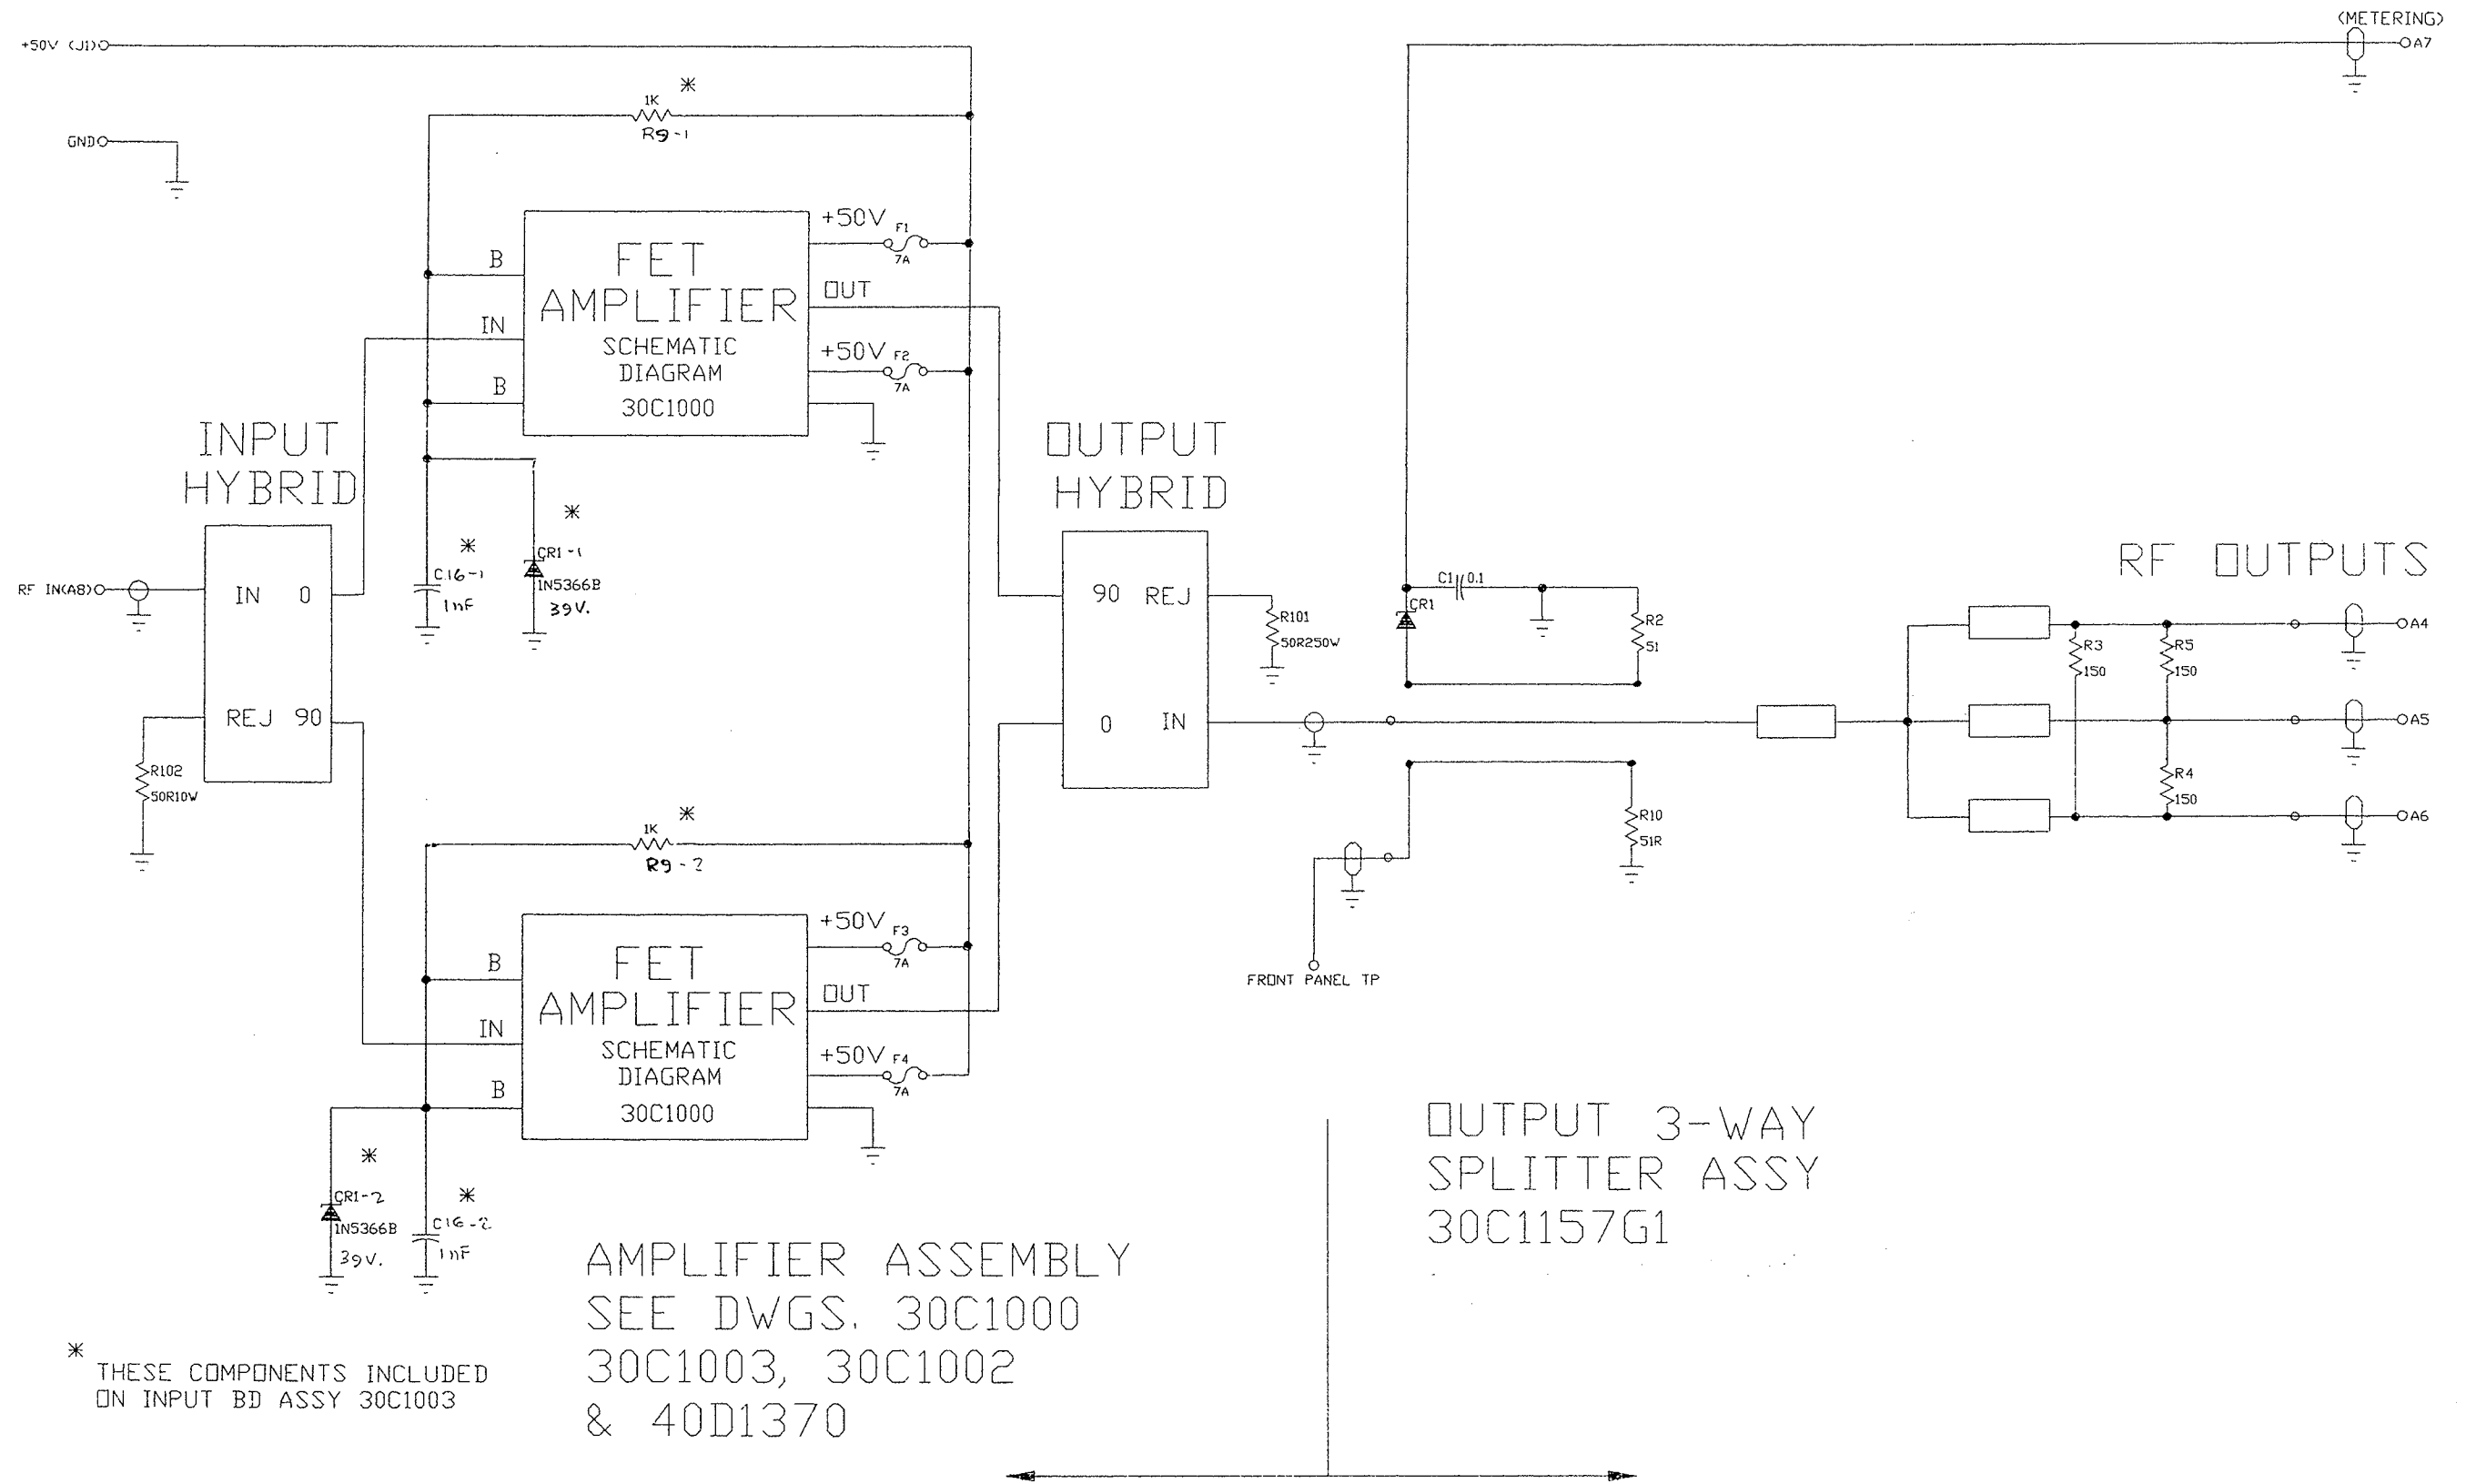 (METERING)
+50V (J1)
A7
*
1K
R9-1
GND
+50V
F1
7A
B
FET
AMPLIFIER
OUT
IN
SCHEMATIC
DIAGRAM
30C1000
+50V
F2
7A
B
INPUT
HYBRID
OUTPUT
HYBRID
*
CR1-1
1N5366B
39V.
*
C16-1
1nF
RF IN(A8)
IN 0
REJ 90
R102
50R10W
90 REJ
0 IN
R101
50R250W
C1
0.1
CR1
R2
51
RF OUTPUTS
A4
R3
150
R5
150
A5
R4
150
A6
R10
51R
FRONT PANEL TP
*
1K
R9-2
+50V
F3
7A
B
FET
AMPLIFIER
OUT
IN
SCHEMATIC
DIAGRAM
30C1000
+50V
F4
7A
B
*
CR1-2
1N5366B
39V.
*
C16-2
1nF
OUTPUT 3-WAY
SPLITTER ASSY
30C1157G1
AMPLIFIER ASSEMBLY
SEE DWGS. 30C1000
30C1003, 30C1002
& 40D1370
*
THESE COMPONENTS INCLUDED
ON INPUT BD ASSY 30C1003